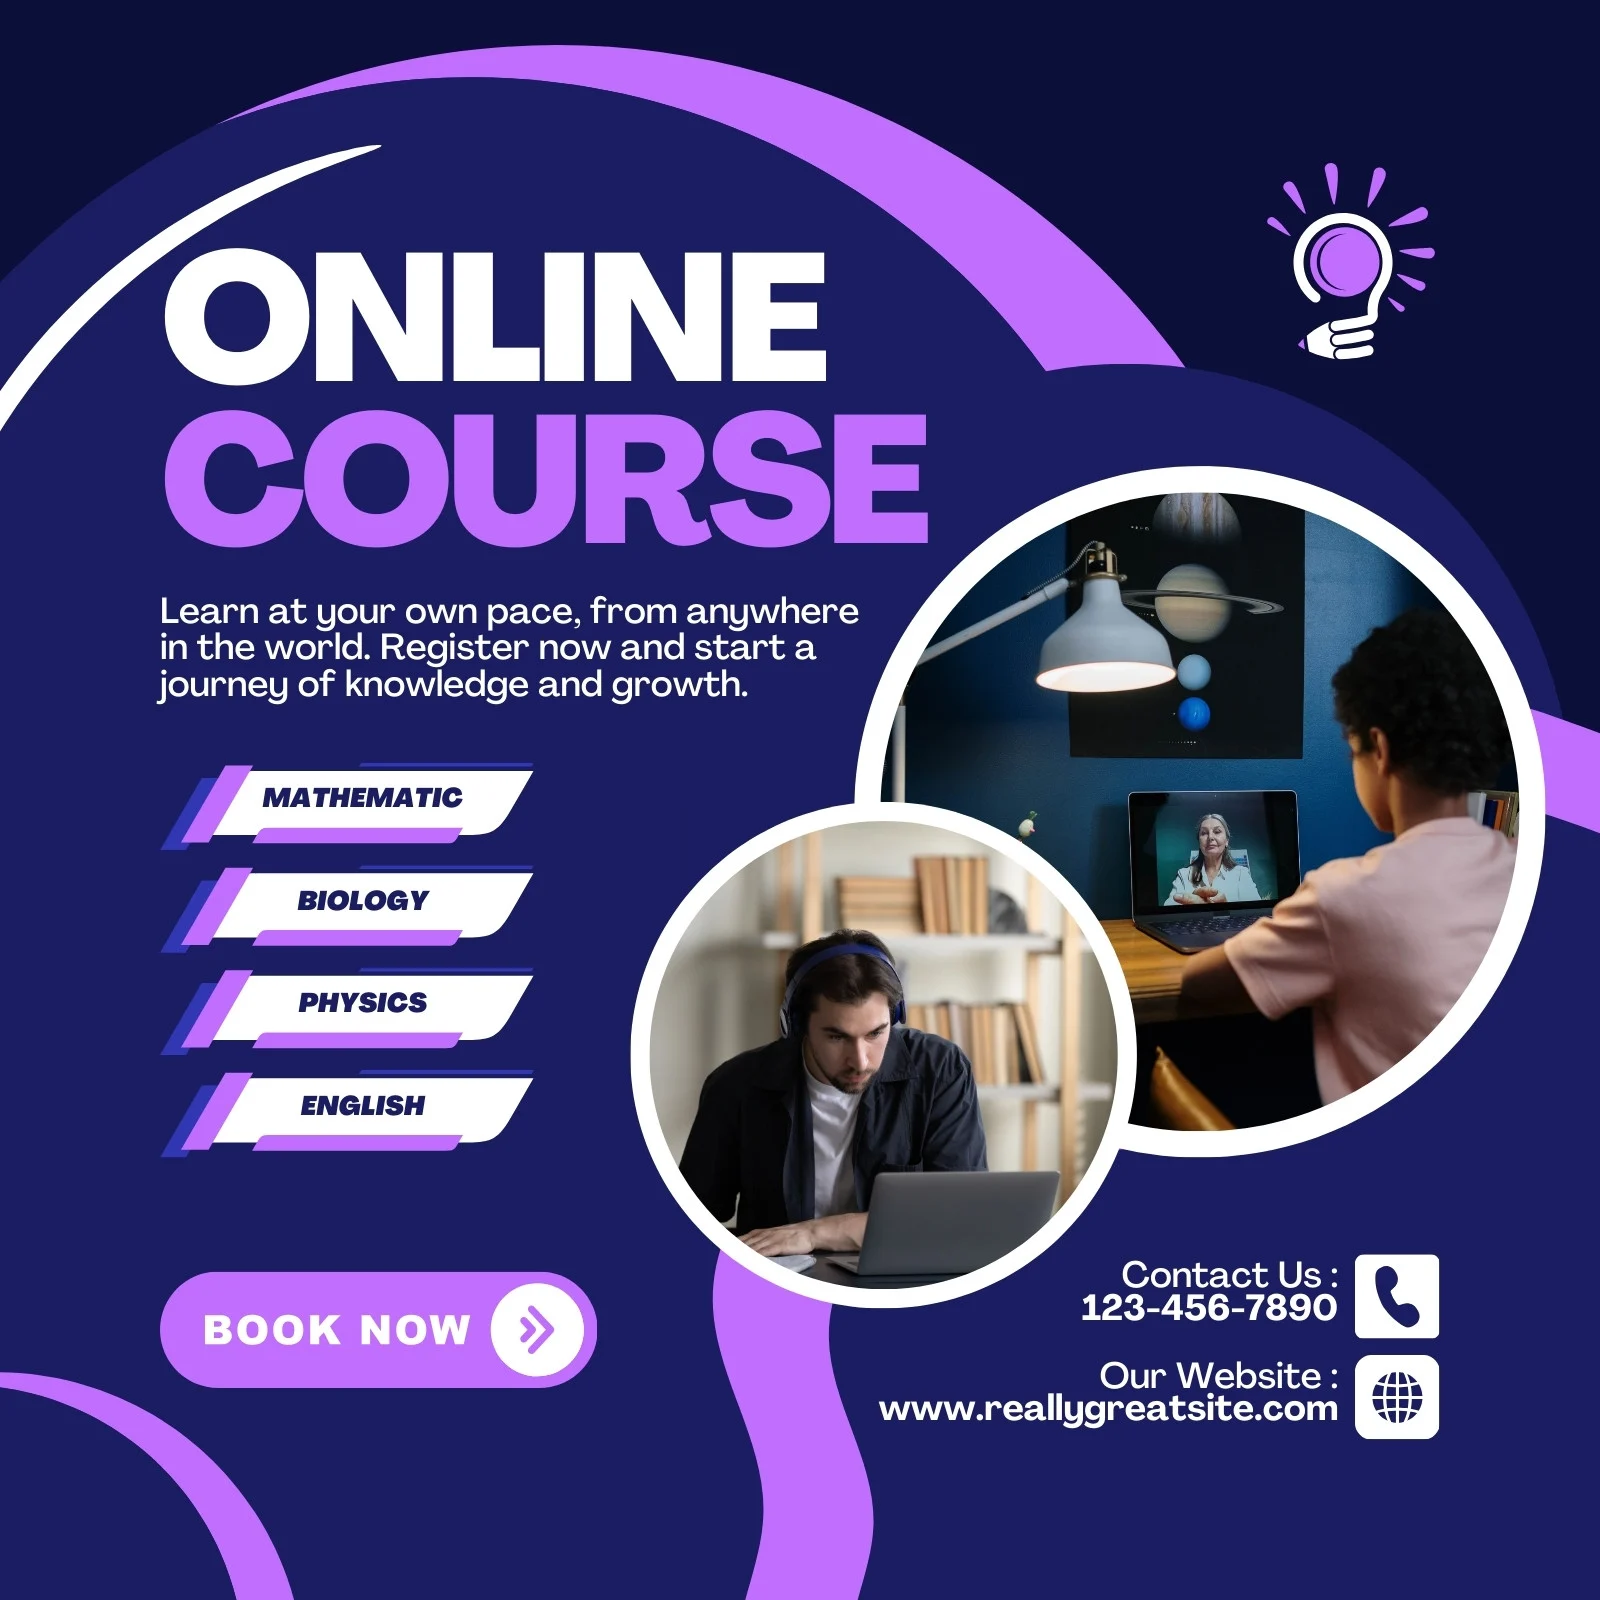 ONLINE
COURSE
Learn at your own pace, from anywhere
in the world. Register now and start a
journey of knowledge and growth.
MATHEMATIC
BIOLOGY
PHYSICS
ENGLISH
BOOK NOW
Contact Us :
123-456-7890
Our Website :
www.reallygreatsite.com